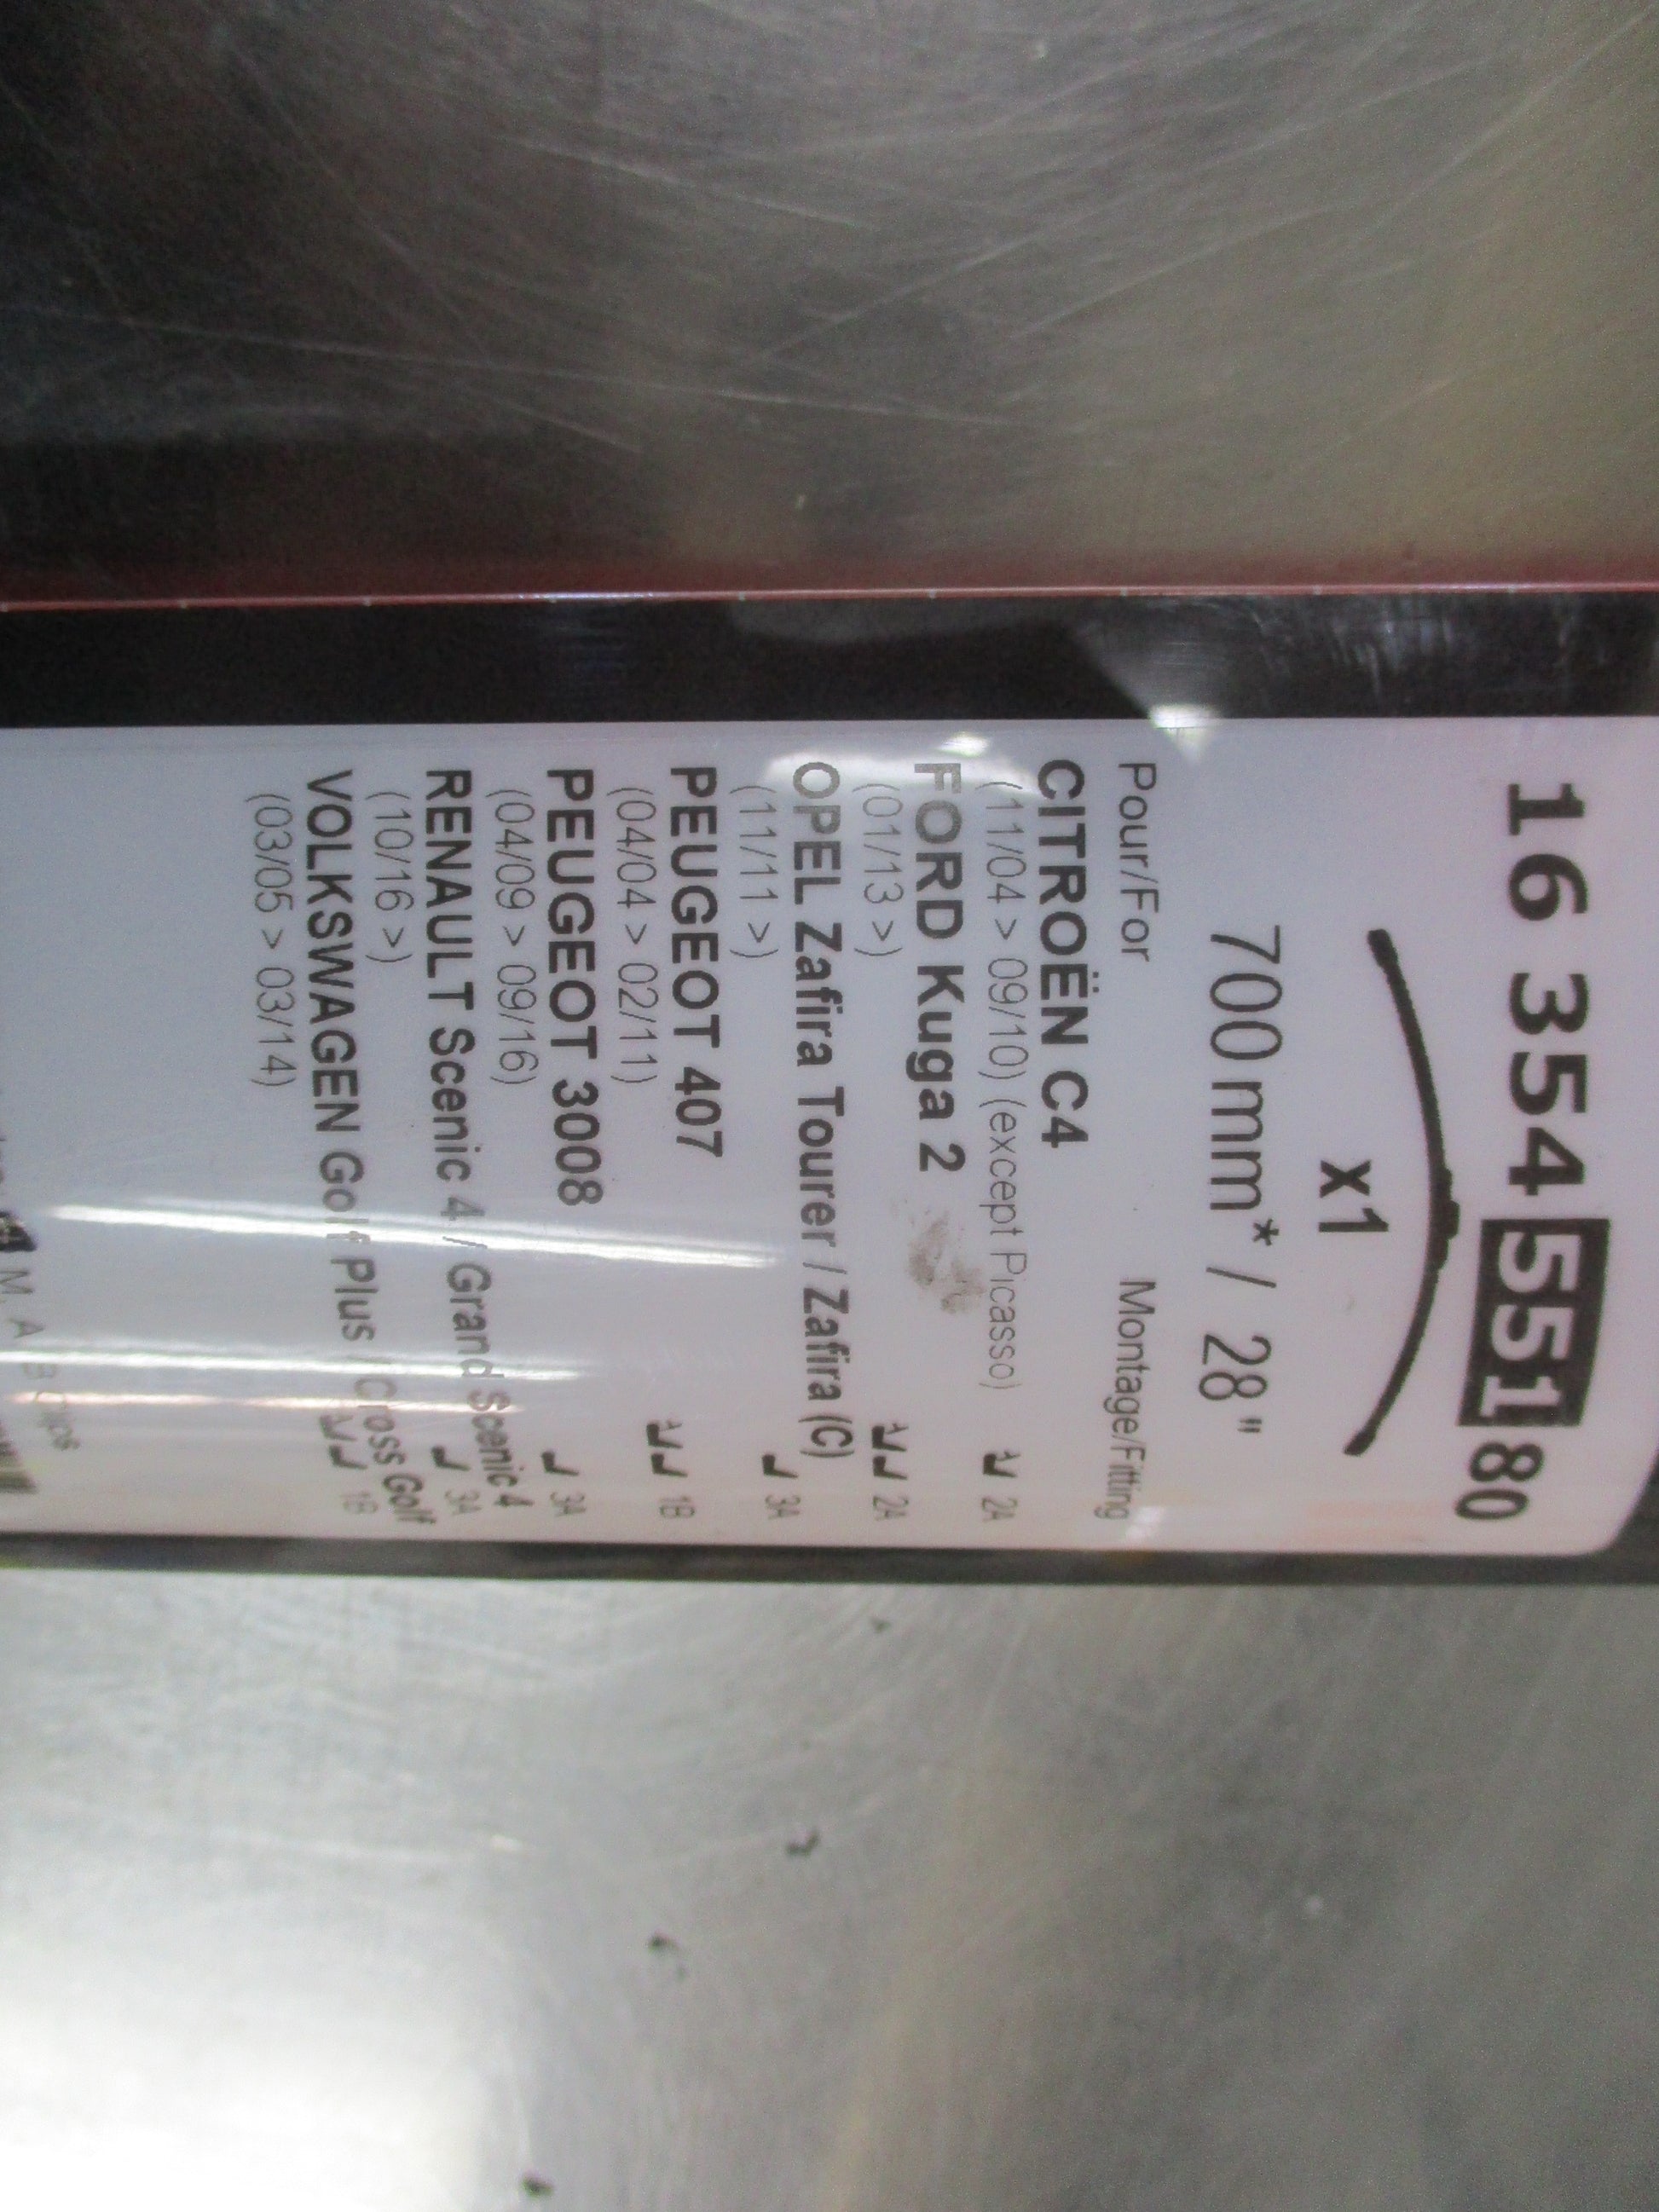 16 354 551 80
x1
700 mm* / 28"
Pour/For Montage/Fitting
CITROËN C4
(11/04 > 09/10) (except Picasso) 2A
FORD Kuga 2
(01/13 >) 2A
OPEL Zafira Tourer / Zafira (C)
(11/11 >) 3A
PEUGEOT 407
(04/04 > 02/11) 1B
PEUGEOT 3008
(04/09 > 09/16) 3A
RENAULT Scenic 4 / Grand Scenic 4
(10/16 >) 3A
VOLKSWAGEN Golf Plus / Cross Golf
(03/05 > 03/14) 1B